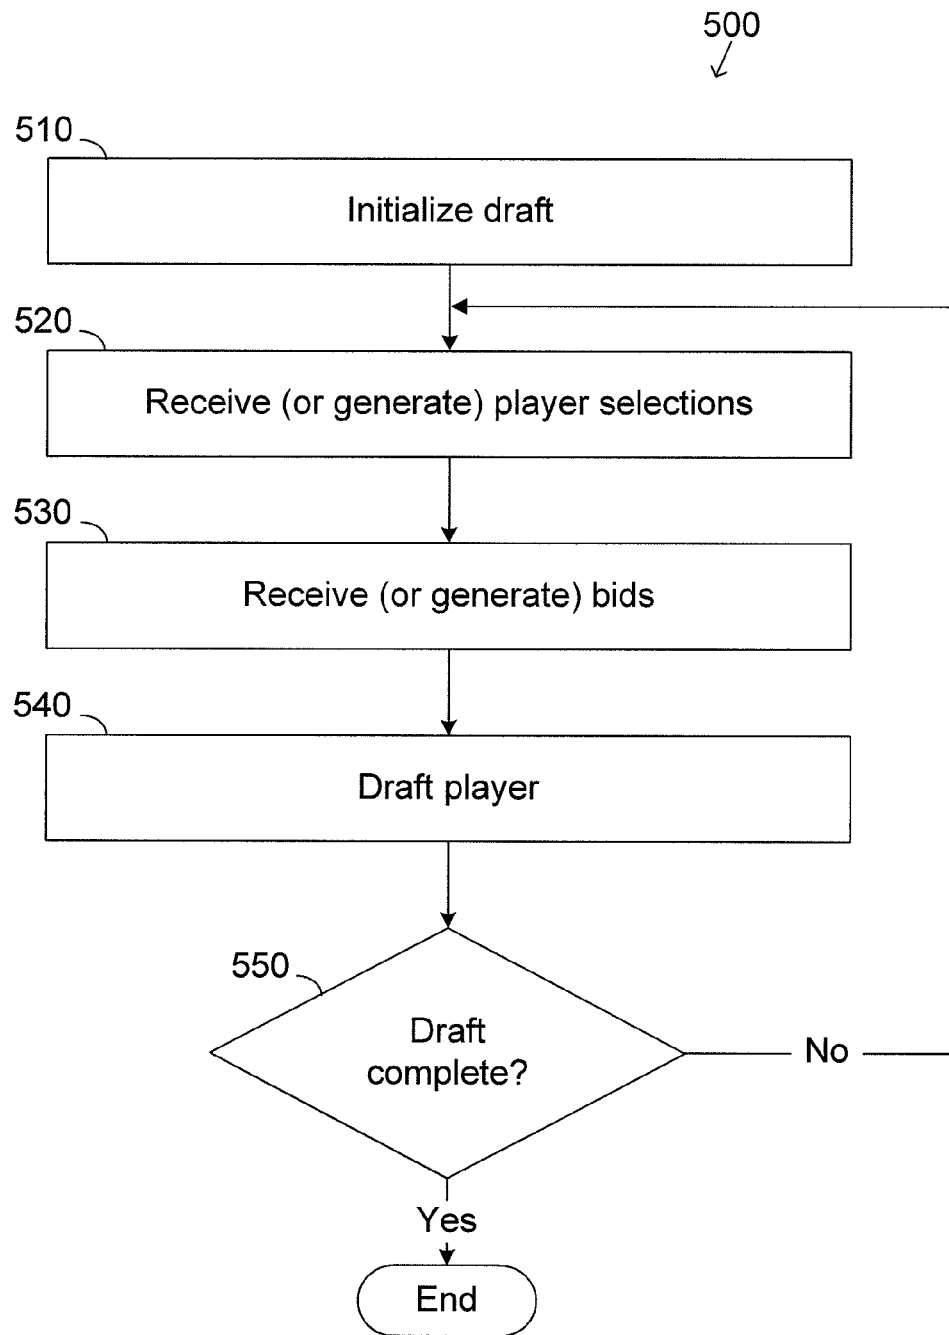 500
510
Initialize draft
520
Receive (or generate) player selections
530
Receive (or generate) bids
540
Draft player
550
Draft
complete?
No
Yes
End